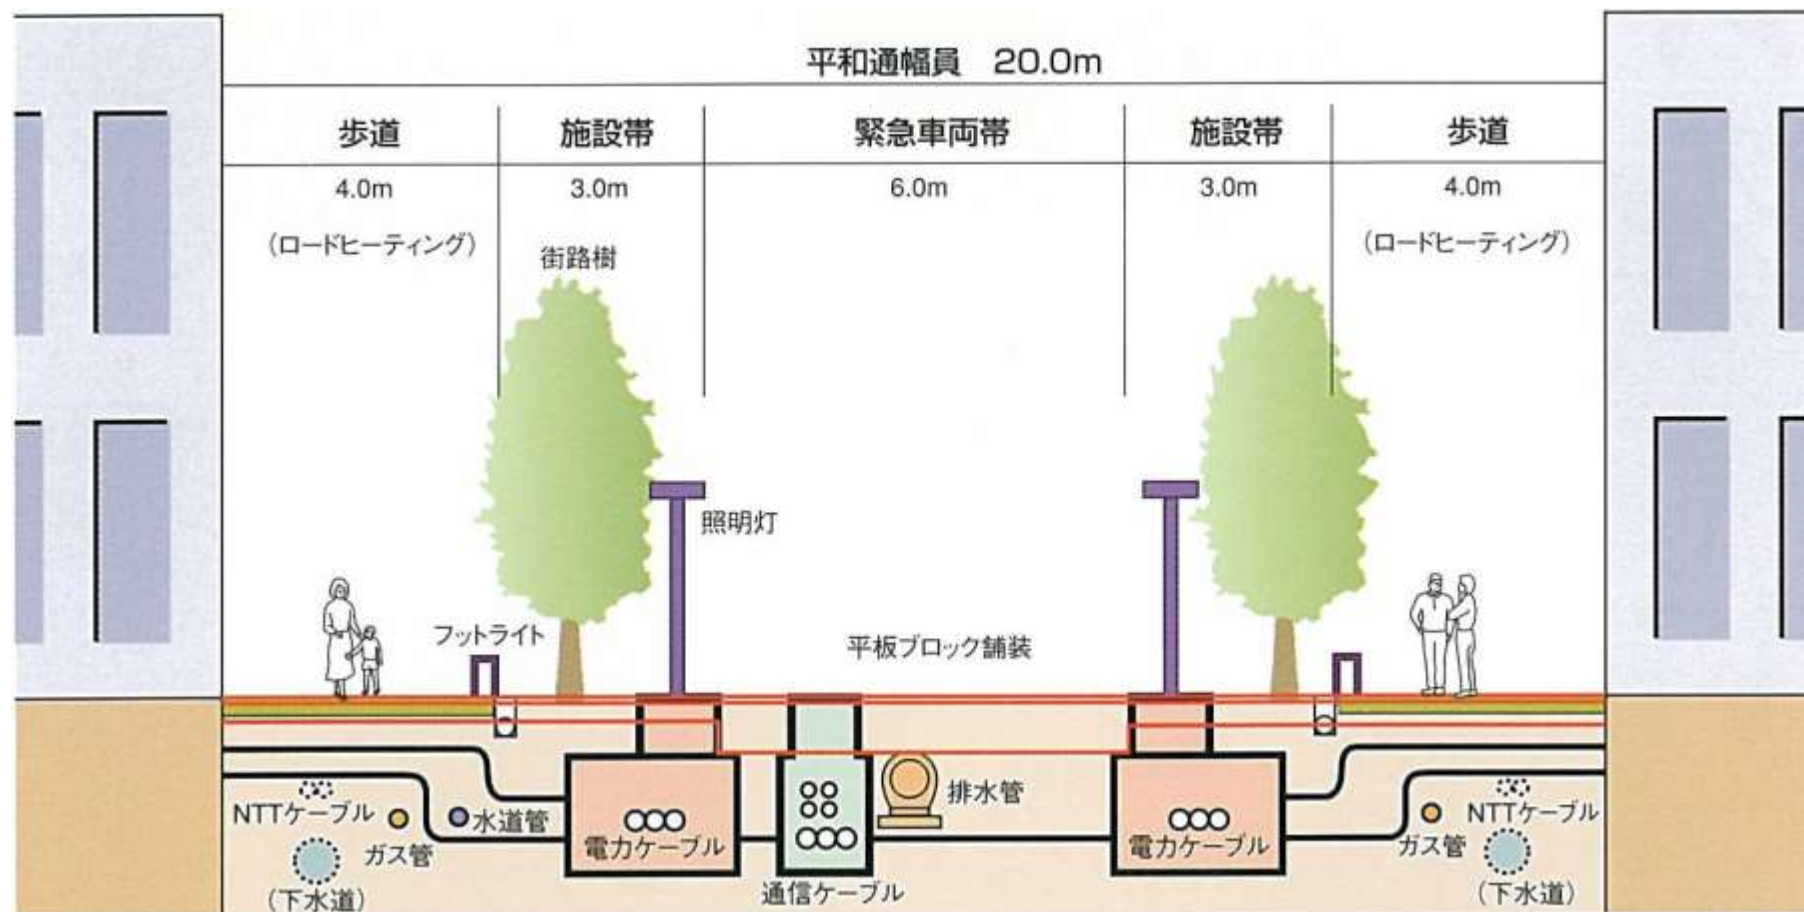 平和通幅員 20.0m
歩道 施設帯 緊急車両帯 施設帯 歩道
4.0m 3.0m 6.0m 3.0m 4.0m
(ロードヒーティング) (ロードヒーティング)
街路樹
照明灯
フットライト 平板ブロック舗装
NTTケーブル 水道管 排水管 NTTケーブル
ガス管 電力ケーブル 電力ケーブル ガス管
(下水道) 通信ケーブル (下水道)